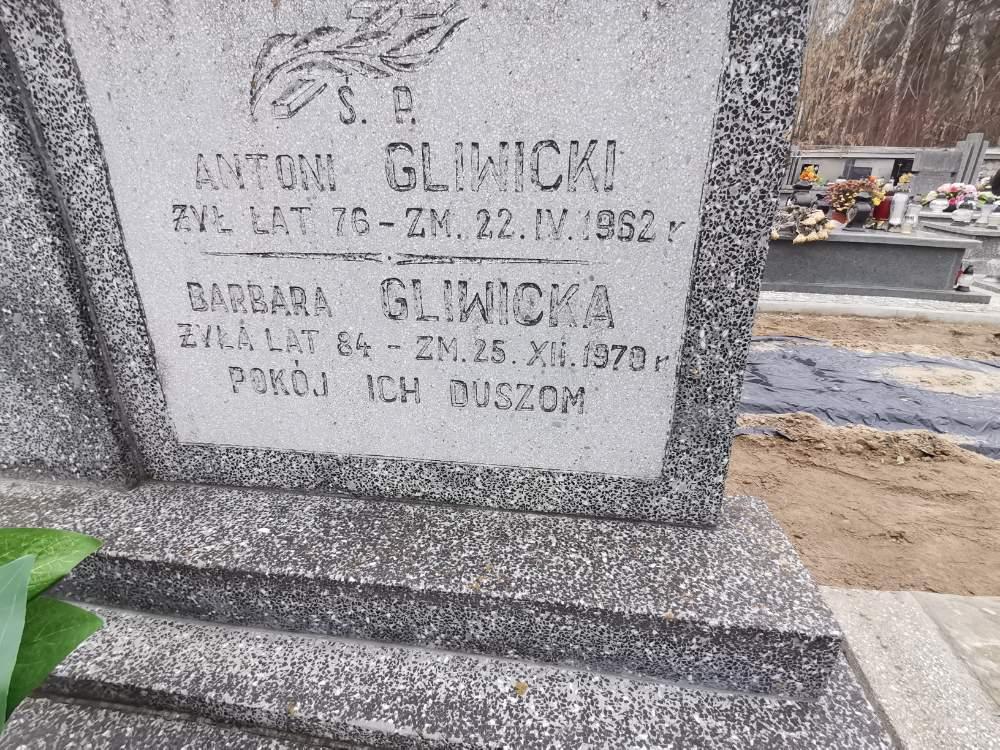 Ś. P.
ANTONI GLIWICKI
ŻYŁ LAT 76 - ZM. 22. IV. 1962 r
BARBARA GLIWICKA
ŻYŁA LAT 84 - ZM. 25. XII. 1970 r
POKÓJ ICH DUSZOM